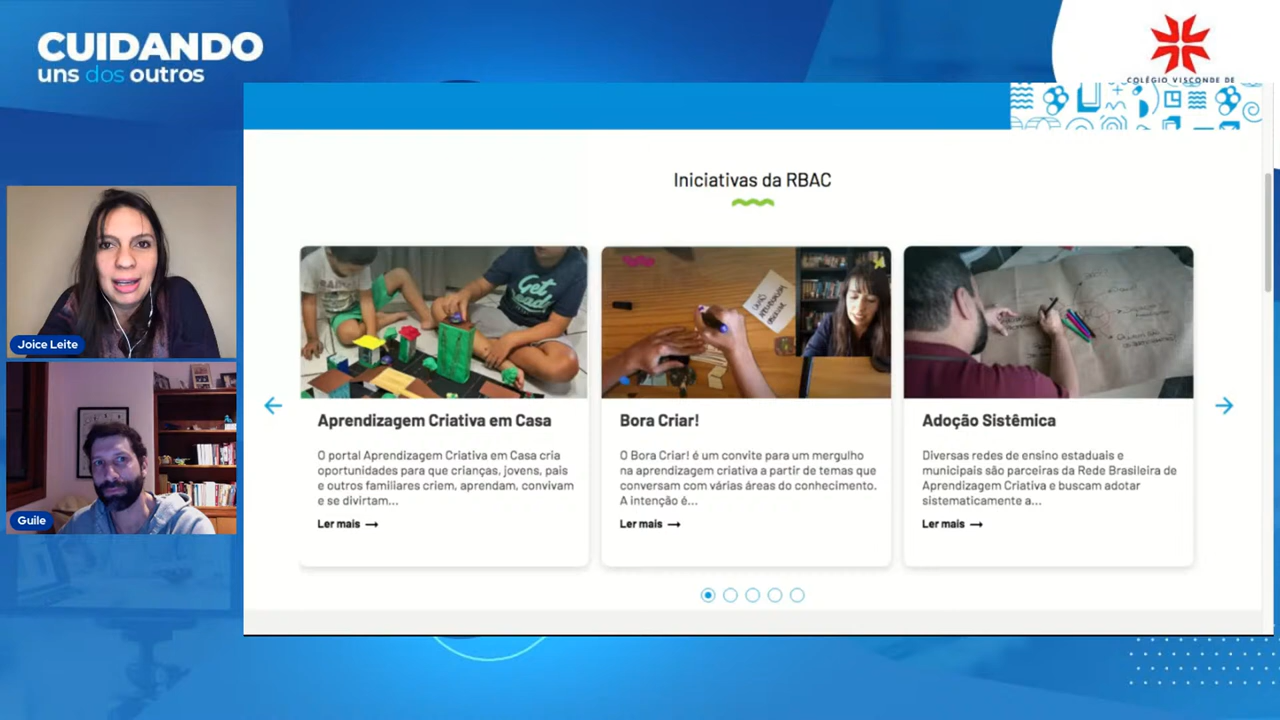 CUIDANDO
uns dos outros
COLÉGIO VISCONDE DE
Joice Leite
Guile
Iniciativas da RBAC
Get
Aprendizagem Criativa em Casa
O portal Aprendizagem Criativa em Casa cria
oportunidades para que crianças, jovens, pais
e outros familiares criem, aprendam, convivam
e se divirtam...
Ler mais
Bora Criar!
O Bora Criar! é um convite para um mergulho
na aprendizagem criativa a partir de temas que
conversam com várias áreas do conhecimento.
A intenção é...
Ler mais
Adoção Sistêmica
Diversas redes de ensino estaduais e
municipais são parceiras da Rede Brasileira de
Aprendizagem Criativa e buscam adotar
sistematicamente a...
Ler mais